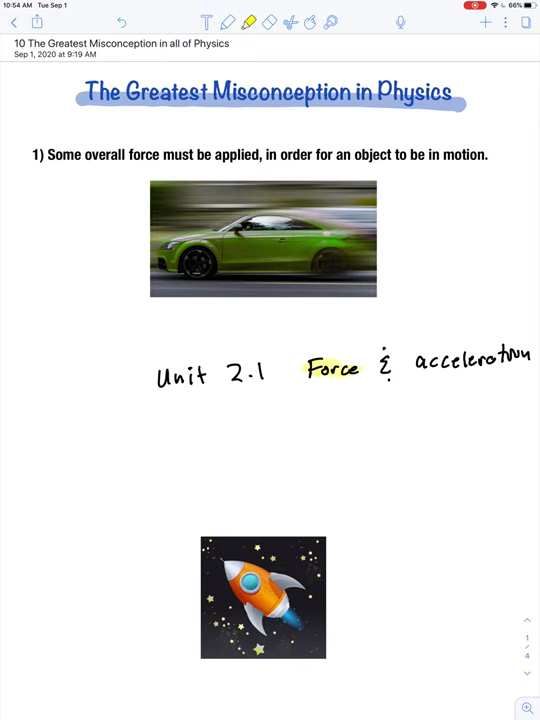 10:54 AM Tue Sep 1
66%
10 The Greatest Misconception in all of Physics
Sep 1, 2020 at 9:19 AM
The Greatest Misconception in Physics
1) Some overall force must be applied, in order for an object to be in motion.
Unit 2.1 Force & acceleration
1
/
4